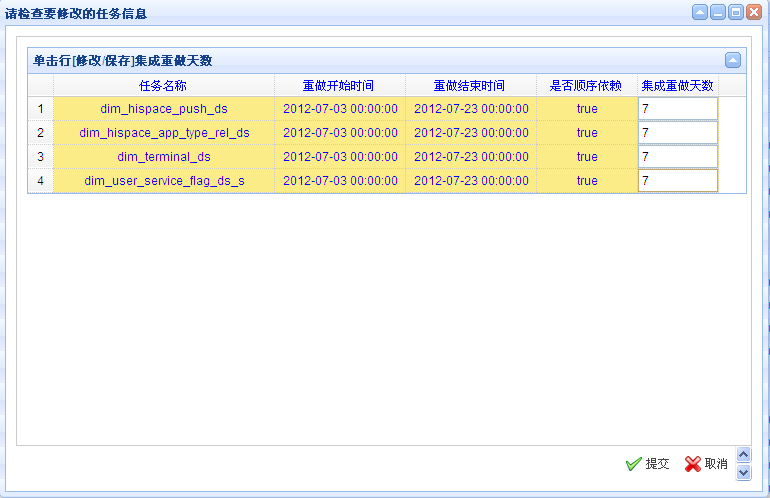 请检查要修改的任务信息
单击行[修改/保存]集成重做天数
任务名称 重做开始时间 重做结束时间 是否顺序依赖 集成重做天数
1 dim_hispace_push_ds 2012-07-03 00:00:00 2012-07-23 00:00:00 true 7
2 dim_hispace_app_type_rel_ds 2012-07-03 00:00:00 2012-07-23 00:00:00 true 7
3 dim_terminal_ds 2012-07-03 00:00:00 2012-07-23 00:00:00 true 7
4 dim_user_service_flag_ds_s 2012-07-03 00:00:00 2012-07-23 00:00:00 true 7
提交 取消